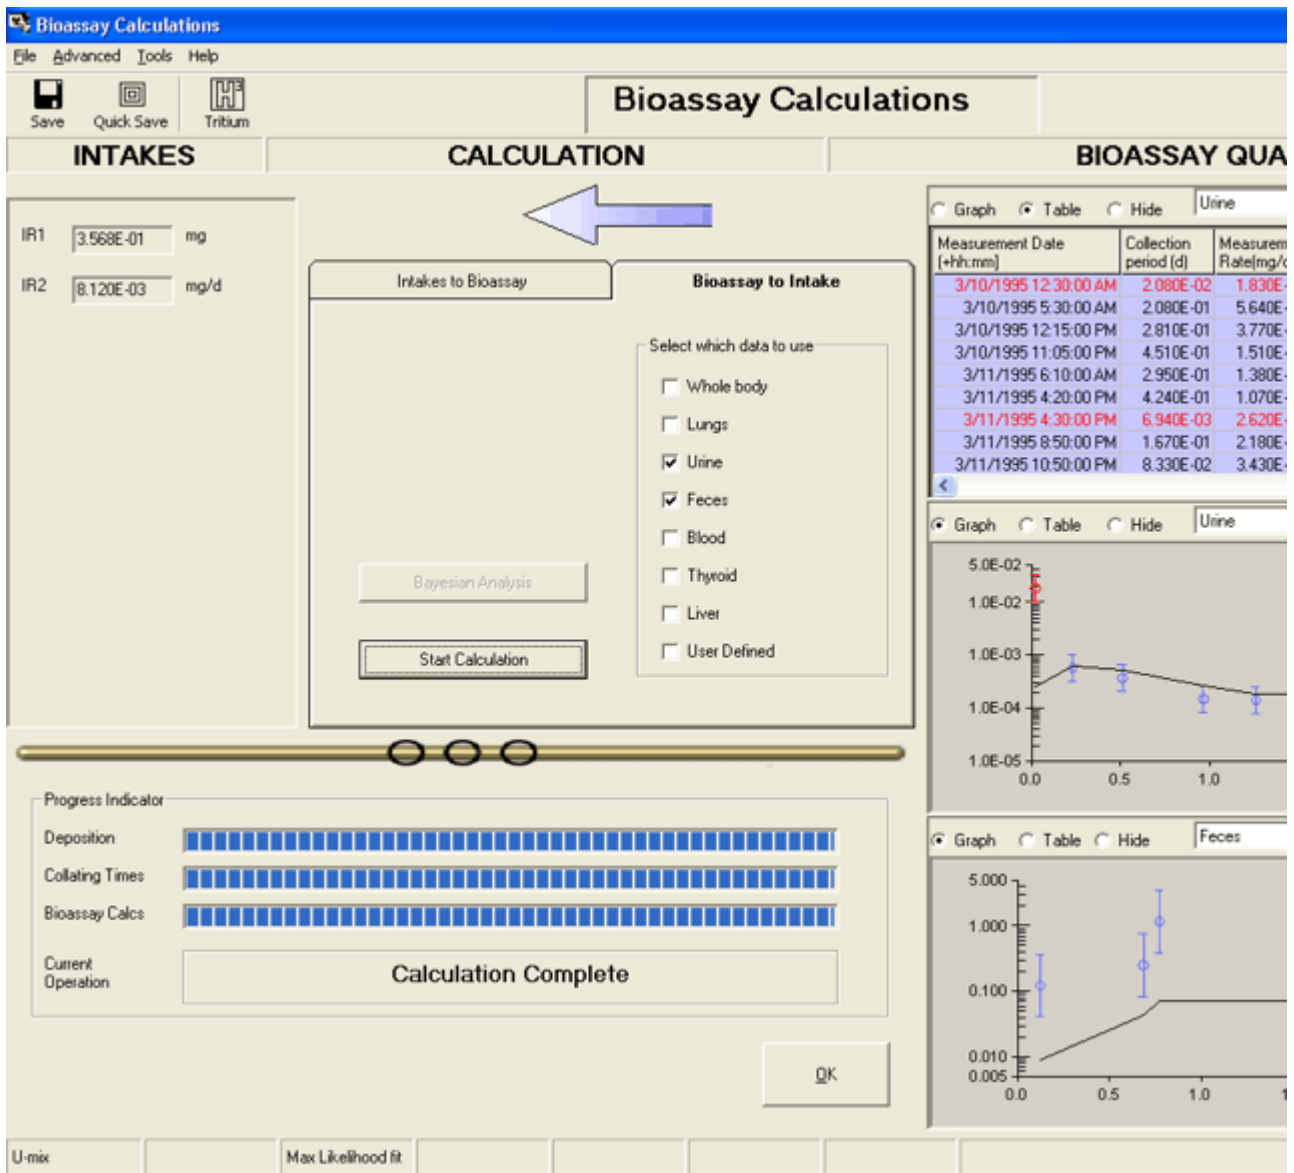 Bioassay Calculations
File Advanced Tools Help
Save Quick Save Tritium
Bioassay Calculations
INTAKES CALCULATION BIOASSAY QUA
IR1 3.568E-01 mg
IR2 8.120E-03 mg/d
Intakes to Bioassay Bioassay to Intake
Select which data to use
Whole body
Lungs
Urine
Feces
Blood
Thyroid
Liver
User Defined
Bayesian Analysis
Start Calculation
Graph Table Hide Urine
Measurement Date Collection Measurem
(+hh:mm) period (d) Rate(mg/d
3/10/1995 12:30:00 AM 2.080E-02 1.830E-
3/10/1995 5:30:00 AM 2.080E-01 5.640E-
3/10/1995 12:15:00 PM 2.810E-01 3.770E-
3/10/1995 11:05:00 PM 4.510E-01 1.510E-
3/11/1995 6:10:00 AM 2.950E-01 1.380E-
3/11/1995 4:20:00 PM 4.240E-01 1.070E-
3/11/1995 4:30:00 PM 6.940E-03 2.620E-
3/11/1995 8:50:00 PM 1.670E-01 2.180E-
3/11/1995 10:50:00 PM 8.330E-02 3.430E-
Graph Table Hide Urine
5.0E-02
1.0E-02
1.0E-03
1.0E-04
1.0E-05
0.0 0.5 1.0
Progress Indicator
Deposition
Collating Times
Bioassay Calcs
Current
Operation
Calculation Complete
OK
Graph Table Hide Feces
5.000
1.000
0.100
0.010
0.005
0.0 0.5 1.0 1
U-mix Max Likelihood fit